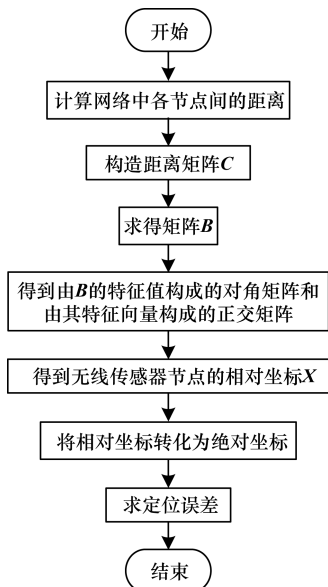 开始
计算网络中各节点间的距离
构造距离矩阵C
求得矩阵B
得到由B的特征值构成的对角矩阵和
由其特征向量构成的正交矩阵
得到无线传感器节点的相对坐标X
将相对坐标转化为绝对坐标
求定位误差
结束